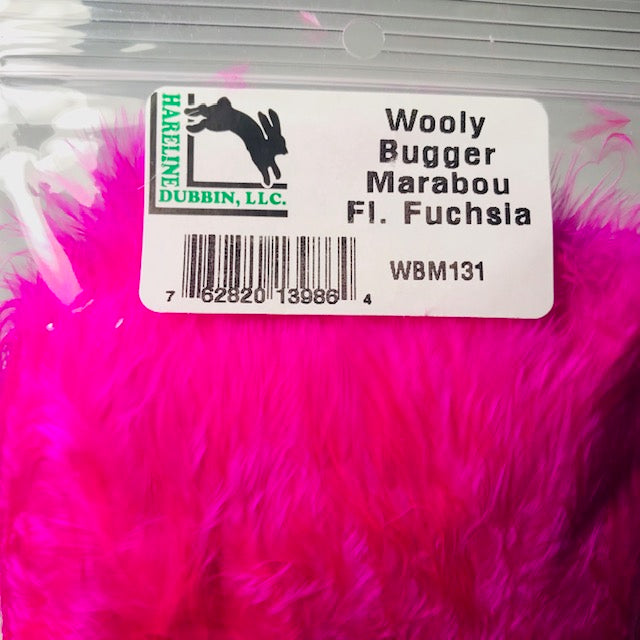 HARELINE
DUBBIN, LLC.
Wooly
Bugger
Marabou
Fl. Fuchsia
WBM131
7 62820 13986 4